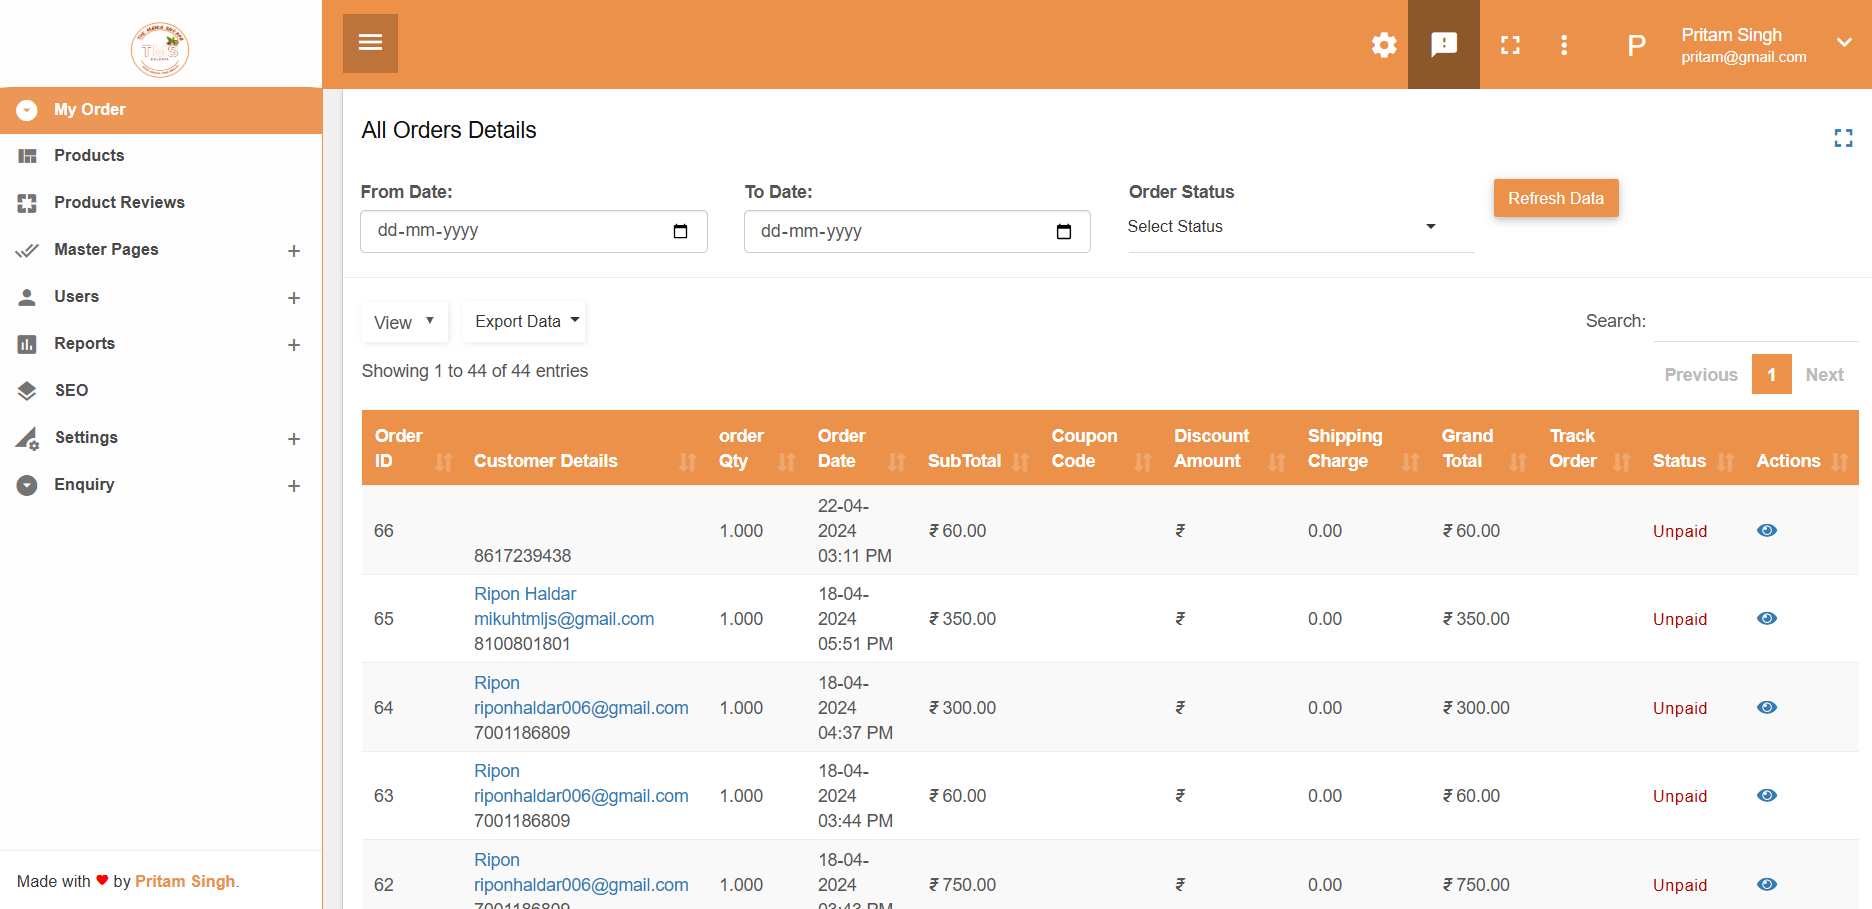 TMS
KOLKATA
My Order
Products
Product Reviews
Master Pages
Users
Reports
SEO
Settings
Enquiry
Made with ❤ by Pritam Singh.
P
Pritam Singh
pritam@gmail.com
All Orders Details
From Date:
To Date:
Order Status
dd-mm-yyyy
dd-mm-yyyy
Select Status
Refresh Data
View
Export Data
Search:
Showing 1 to 44 of 44 entries
Previous 1 Next
Order ID Customer Details order Qty Order Date SubTotal Coupon Code Discount Amount Shipping Charge Grand Total Track Order Status Actions
66 8617239438 1.000 22-04-2024 03:11 PM ₹ 60.00 ₹ 0.00 ₹ 60.00 Unpaid
65 Ripon Haldar mikuhtmljs@gmail.com 8100801801 1.000 18-04-2024 05:51 PM ₹ 350.00 ₹ 0.00 ₹ 350.00 Unpaid
64 Ripon riponhaldar006@gmail.com 7001186809 1.000 18-04-2024 04:37 PM ₹ 300.00 ₹ 0.00 ₹ 300.00 Unpaid
63 Ripon riponhaldar006@gmail.com 7001186809 1.000 18-04-2024 03:44 PM ₹ 60.00 ₹ 0.00 ₹ 60.00 Unpaid
62 Ripon riponhaldar006@gmail.com 7001186809 1.000 18-04-2024 03:43 PM ₹ 750.00 ₹ 0.00 ₹ 750.00 Unpaid